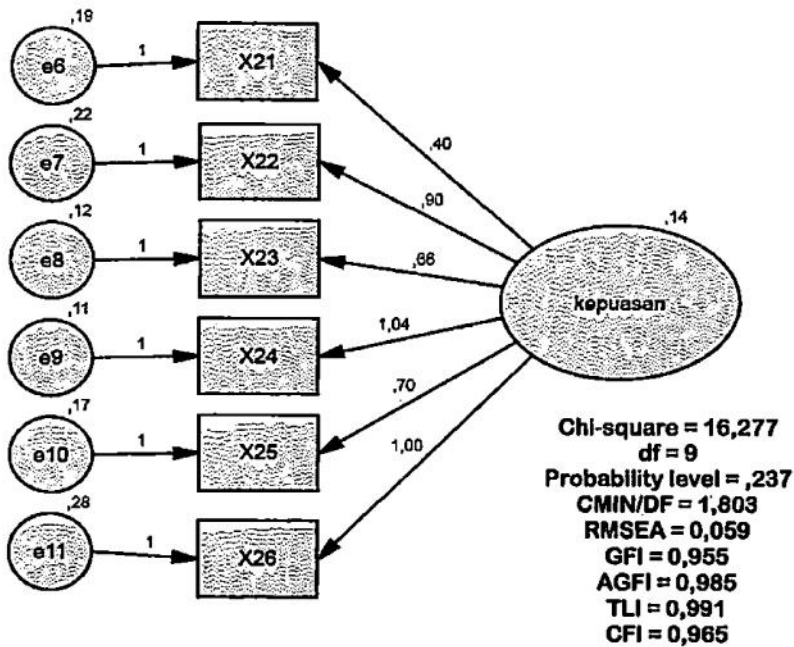 ,19
e6 1 X21
,40
,22
e7 1 X22
,90
,12
e8 1 X23
,66
,14
kepuasan
,11
e9 1 X24
1,04
,17
e10 1 X25
,70
,28
e11 1 X26
1,00
Chi-square = 16,277
df = 9
Probability level = ,237
CMIN/DF = 1,803
RMSEA = 0,059
GFI = 0,955
AGFI = 0,985
TLI = 0,991
CFI = 0,965